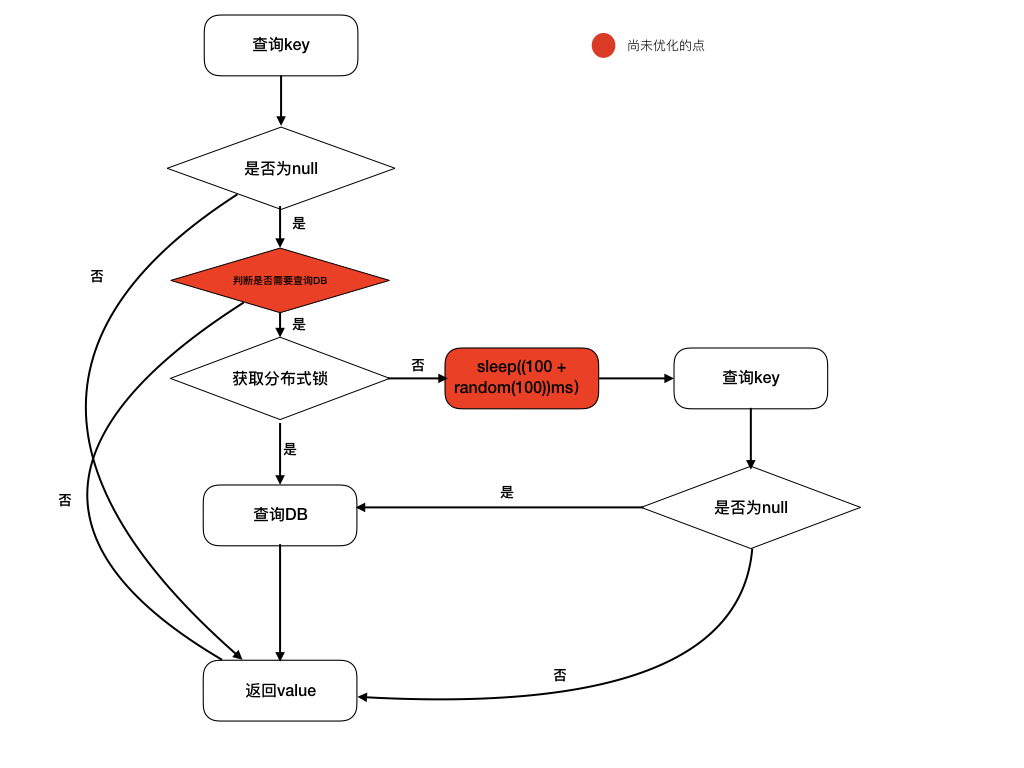 查询key
尚未优化的点
是否为null
是
否
判断是否需要查询DB
是
获取分布式锁
否
sleep((100 +
random(100))ms）
查询key
是
否
查询DB
是
是否为null
返回value
否